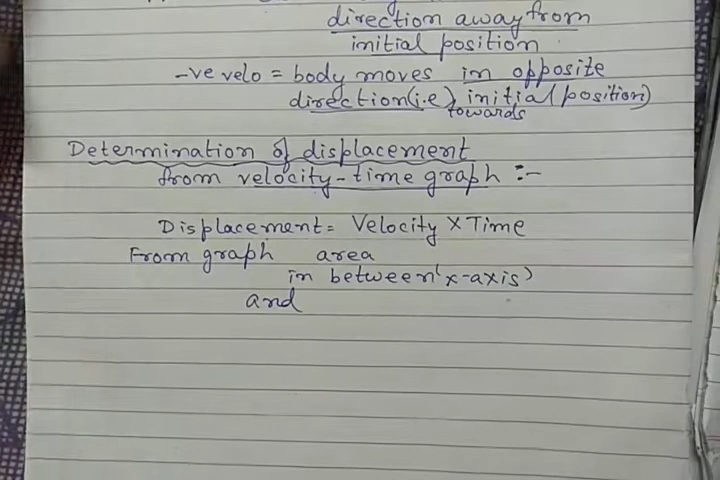 direction away from
initial position
-ve velo = body moves in opposite
direction (i.e) initial position)
towards
Determination of displacement
from velocity-time graph :-
Displacement = Velocity X Time
From graph area
in between 'x-axis'
and